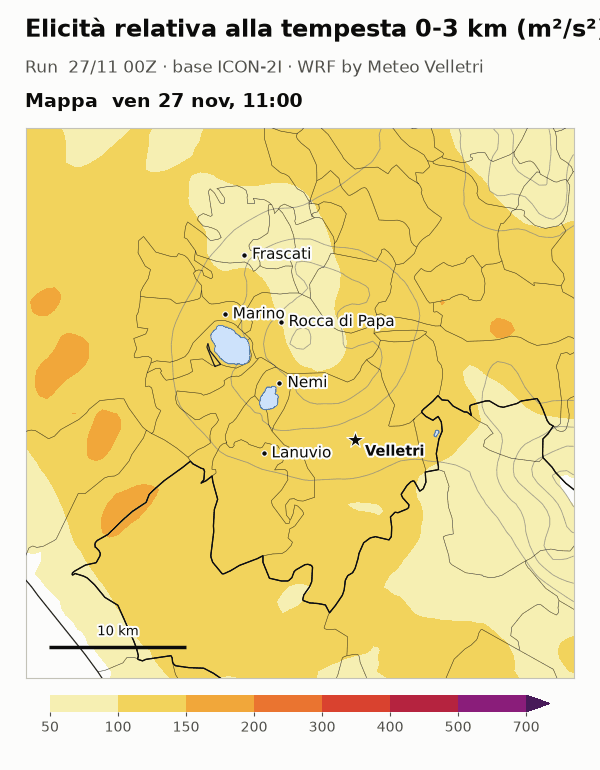 Elicità relativa alla tempesta 0-3 km (m²/s²)
Run  27/11 00Z · base ICON-2I · WRF by Meteo Velletri
Mappa  ven 27 nov, 11:00
Frascati
Marino
Rocca di Papa
Nemi
Velletri
Lanuvio
10 km
50 100 150 200 300 400 500 700